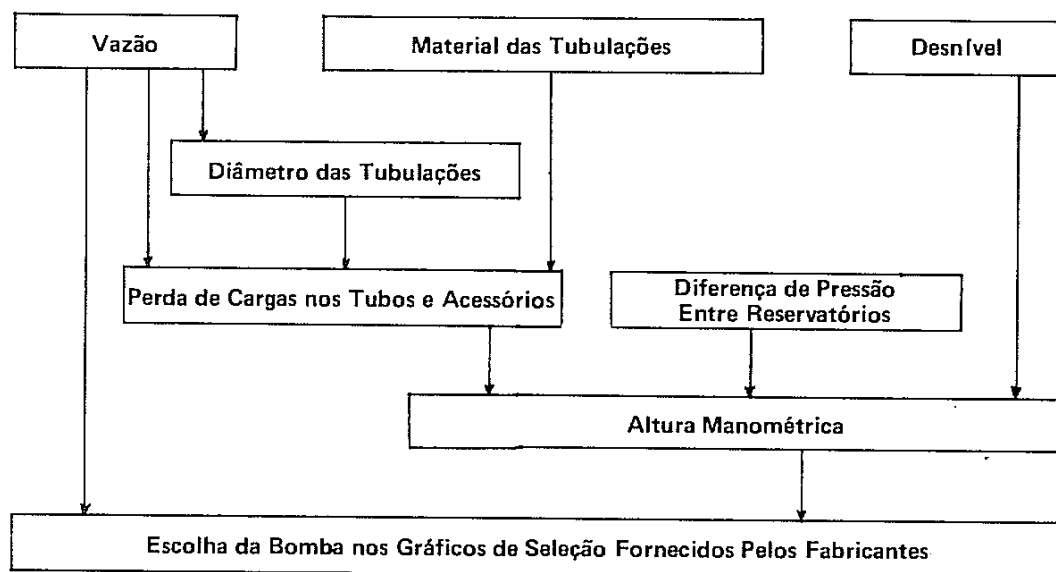 Vazão
Material das Tubulações
Desnível
Diâmetro das Tubulações
Perda de Cargas nos Tubos e Acessórios
Diferença de Pressão
Entre Reservatórios
Altura Manométrica
Escolha da Bomba nos Gráficos de Seleção Fornecidos Pelos Fabricantes